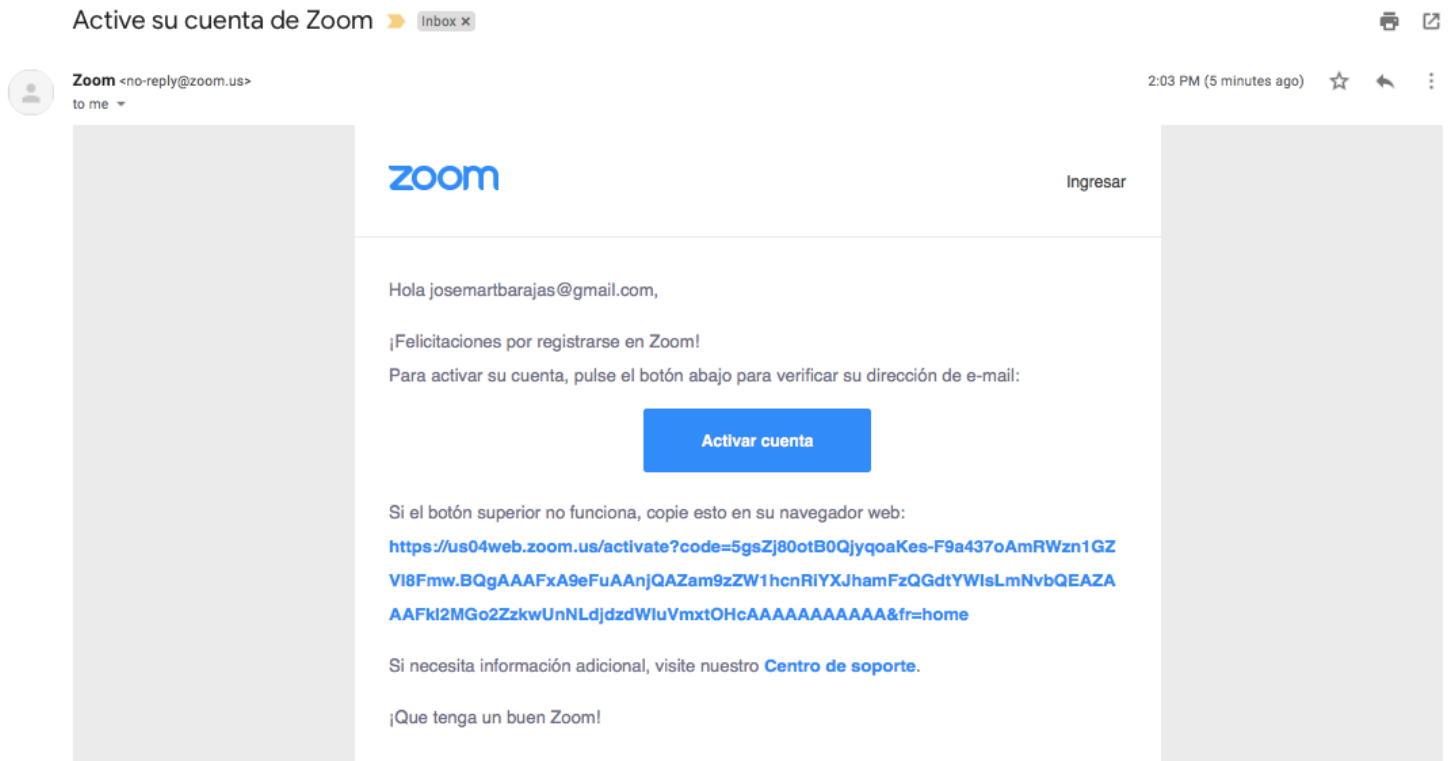 Active su cuenta de Zoom Inbox x
Zoom <no-reply@zoom.us> 2:03 PM (5 minutes ago)
to me
zoom Ingresar
Hola josemartbarajas@gmail.com,
¡Felicitaciones por registrarse en Zoom!
Para activar su cuenta, pulse el botón abajo para verificar su dirección de e-mail:
Activar cuenta
Si el botón superior no funciona, copie esto en su navegador web:
https://us04web.zoom.us/activate?code=5gsZj80otB0QjyqoaKes-F9a437oAmRWzn1GZ
Vl8Fmw.BQgAAAFxA9eFuAAnjQAZam9zZW1hcnRiYXJhamFzQGdtYWlsLmNvbQEAZA
AAFkI2MGo2ZzkwUnNLdjdzdWluVmxtOHcAAAAAAAAAAA&fr=home
Si necesita información adicional, visite nuestro Centro de soporte.
¡Que tenga un buen Zoom!